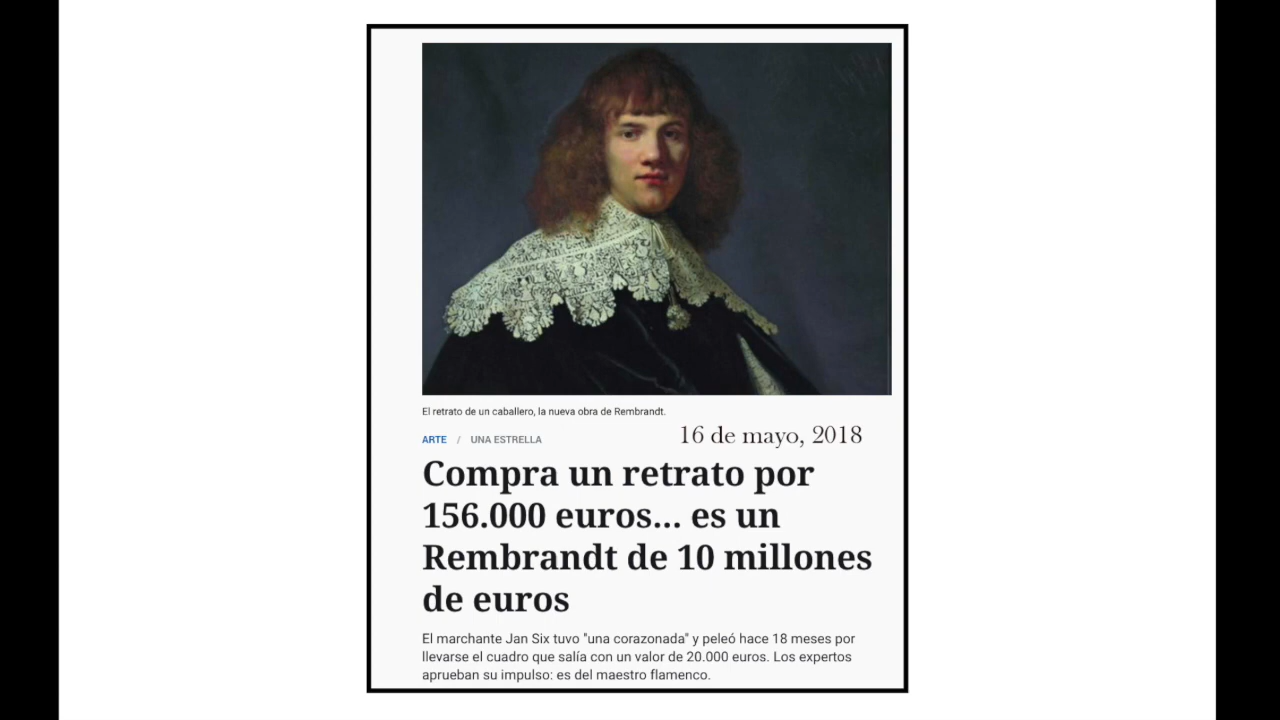 El retrato de un caballero, la nueva obra de Rembrandt.
ARTE / UNA ESTRELLA
16 de mayo, 2018
Compra un retrato por
156.000 euros... es un
Rembrandt de 10 millones
de euros
El marchante Jan Six tuvo "una corazonada" y peleó hace 18 meses por
llevarse el cuadro que salía con un valor de 20.000 euros. Los expertos
aprueban su impulso: es del maestro flamenco.